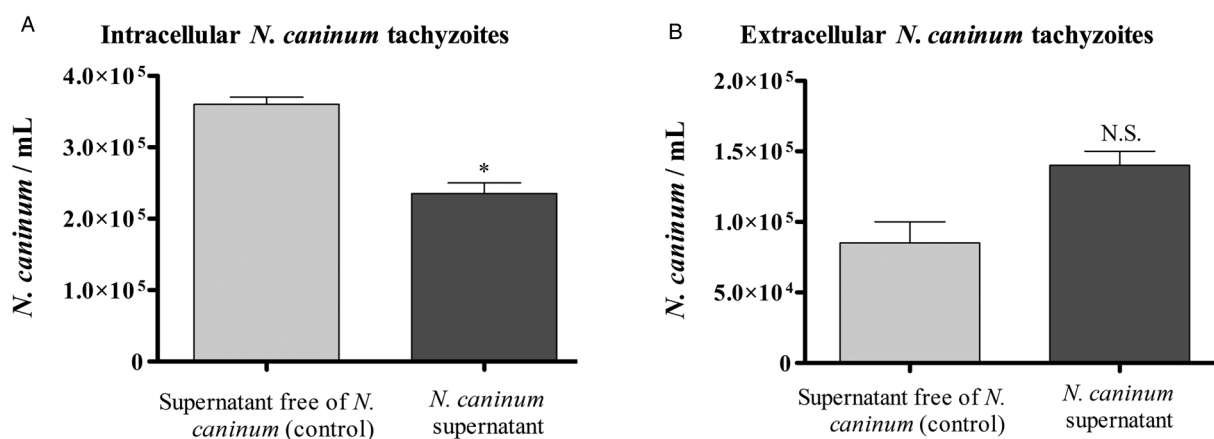 A
Intracellular N. caninum tachyzoites
N. caninum / mL
4.0×10⁵
3.0×10⁵
2.0×10⁵
1.0×10⁵
0
*
Supernatant free of N.
caninum (control)
N. caninum
supernatant
B
Extracellular N. caninum tachyzoites
N. caninum / mL
2.0×10⁵
1.5×10⁵
1.0×10⁵
5.0×10⁴
0
N.S.
Supernatant free of N.
caninum (control)
N. caninum
supernatant